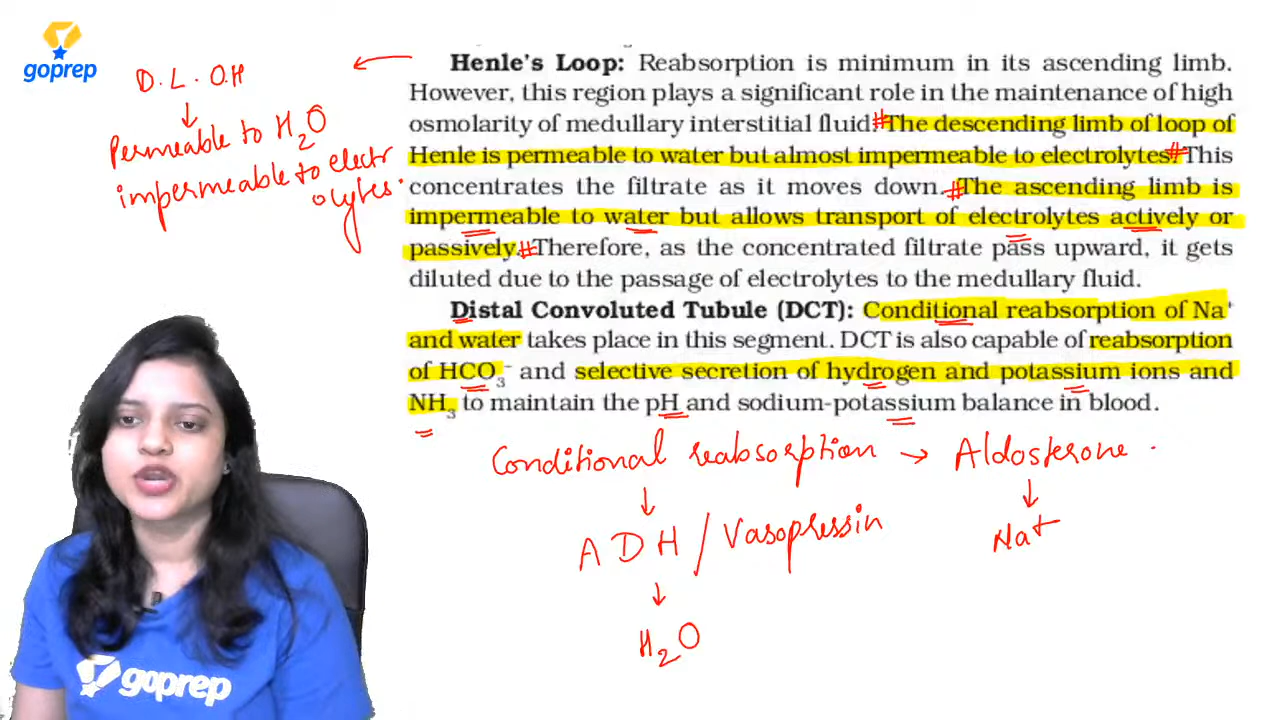 goprep
D.L.O.H
Permeable to H2O
impermeable to electr
olytes.
Henle's Loop: Reabsorption is minimum in its ascending limb.
However, this region plays a significant role in the maintenance of high
osmolarity of medullary interstitial fluid.#The descending limb of loop of
Henle is permeable to water but almost impermeable to electrolytes.#This
concentrates the filtrate as it moves down.#The ascending limb is
impermeable to water but allows transport of electrolytes actively or
passively.#Therefore, as the concentrated filtrate pass upward, it gets
diluted due to the passage of electrolytes to the medullary fluid.
Distal Convoluted Tubule (DCT): Conditional reabsorption of Na+
and water takes place in this segment. DCT is also capable of reabsorption
of HCO3- and selective secretion of hydrogen and potassium ions and
NH3 to maintain the pH and sodium-potassium balance in blood.
Conditional reabsorption → Aldosterone.
ADH/Vasopressin
Na+
H2O
goprep